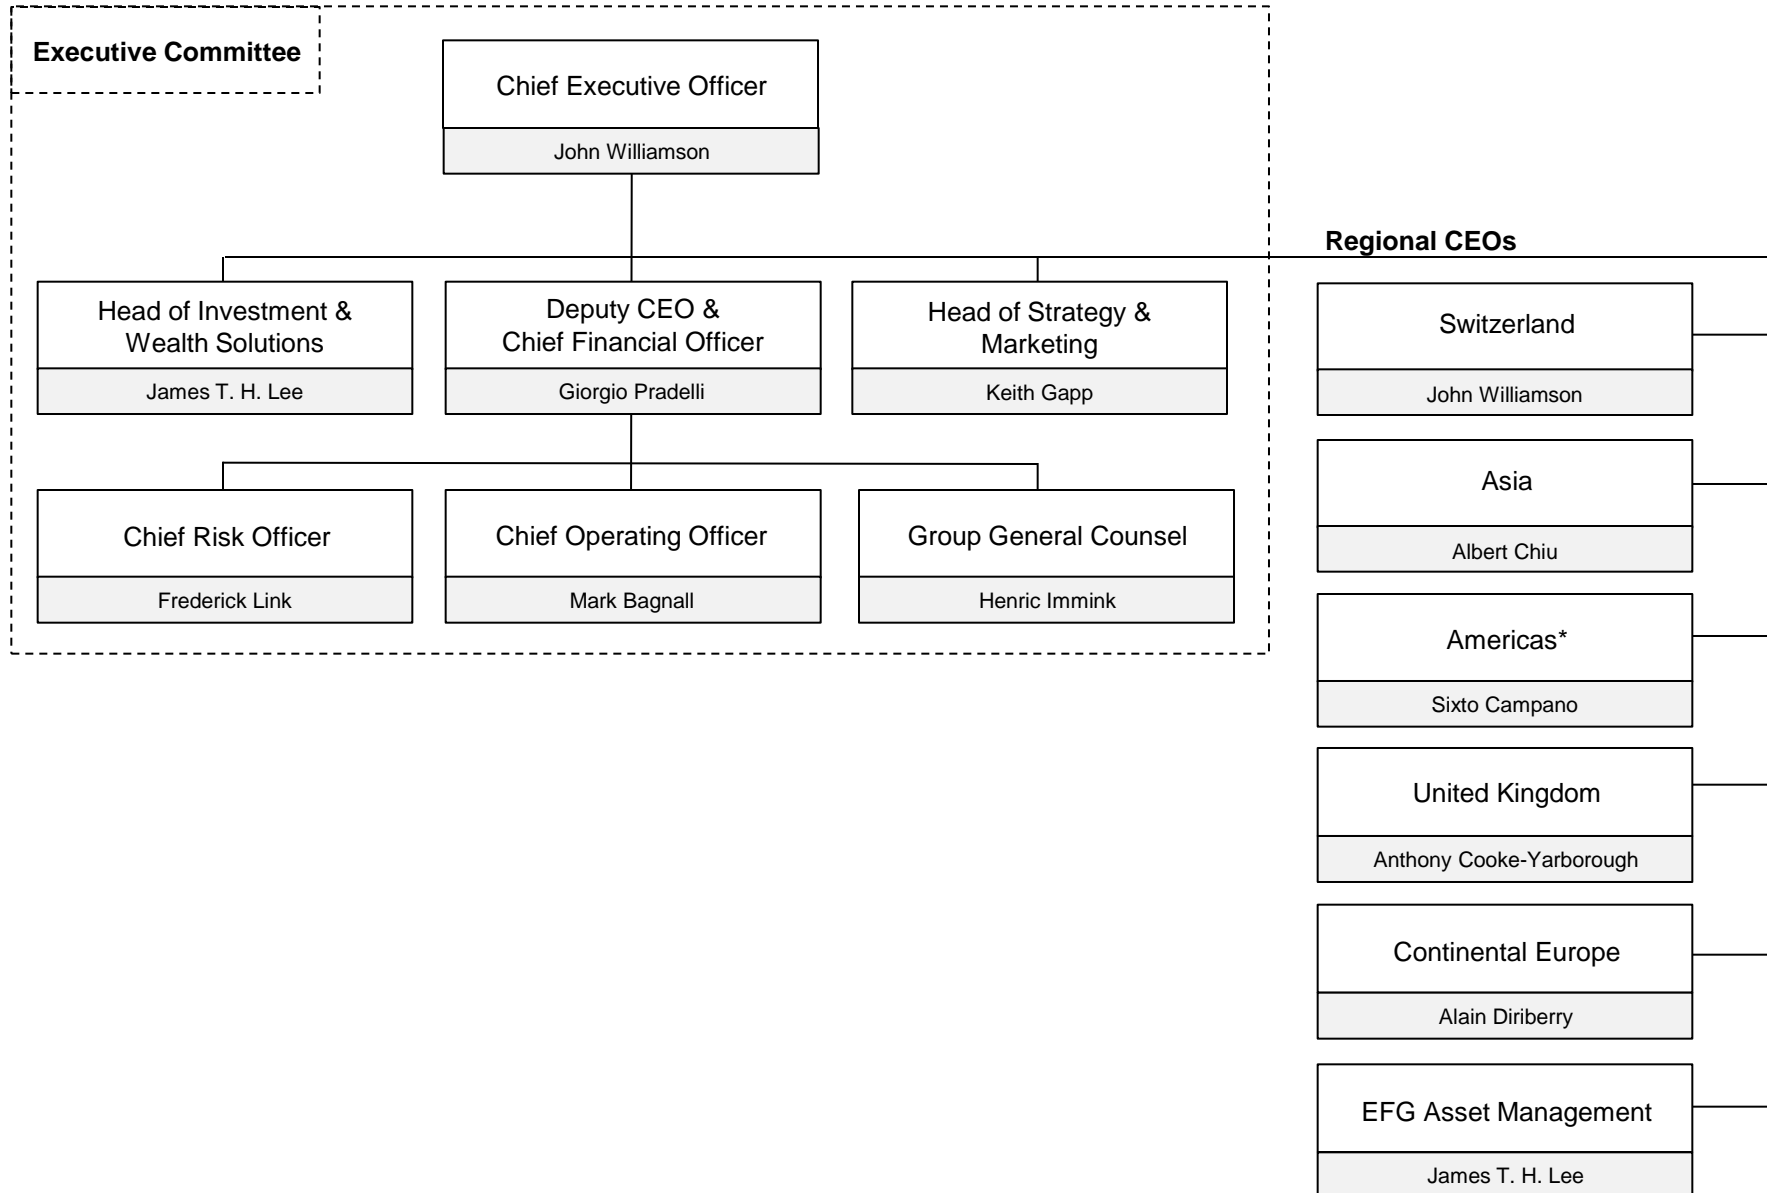 Executive Committee
Chief Executive Officer
John Williamson
Regional CEOs
Head of Investment &
Wealth Solutions
James T. H. Lee
Deputy CEO &
Chief Financial Officer
Giorgio Pradelli
Head of Strategy &
Marketing
Keith Gapp
Chief Risk Officer
Frederick Link
Chief Operating Officer
Mark Bagnall
Group General Counsel
Henric Immink
Switzerland
John Williamson
Asia
Albert Chiu
Americas*
Sixto Campano
United Kingdom
Anthony Cooke-Yarborough
Continental Europe
Alain Diriberry
EFG Asset Management
James T. H. Lee